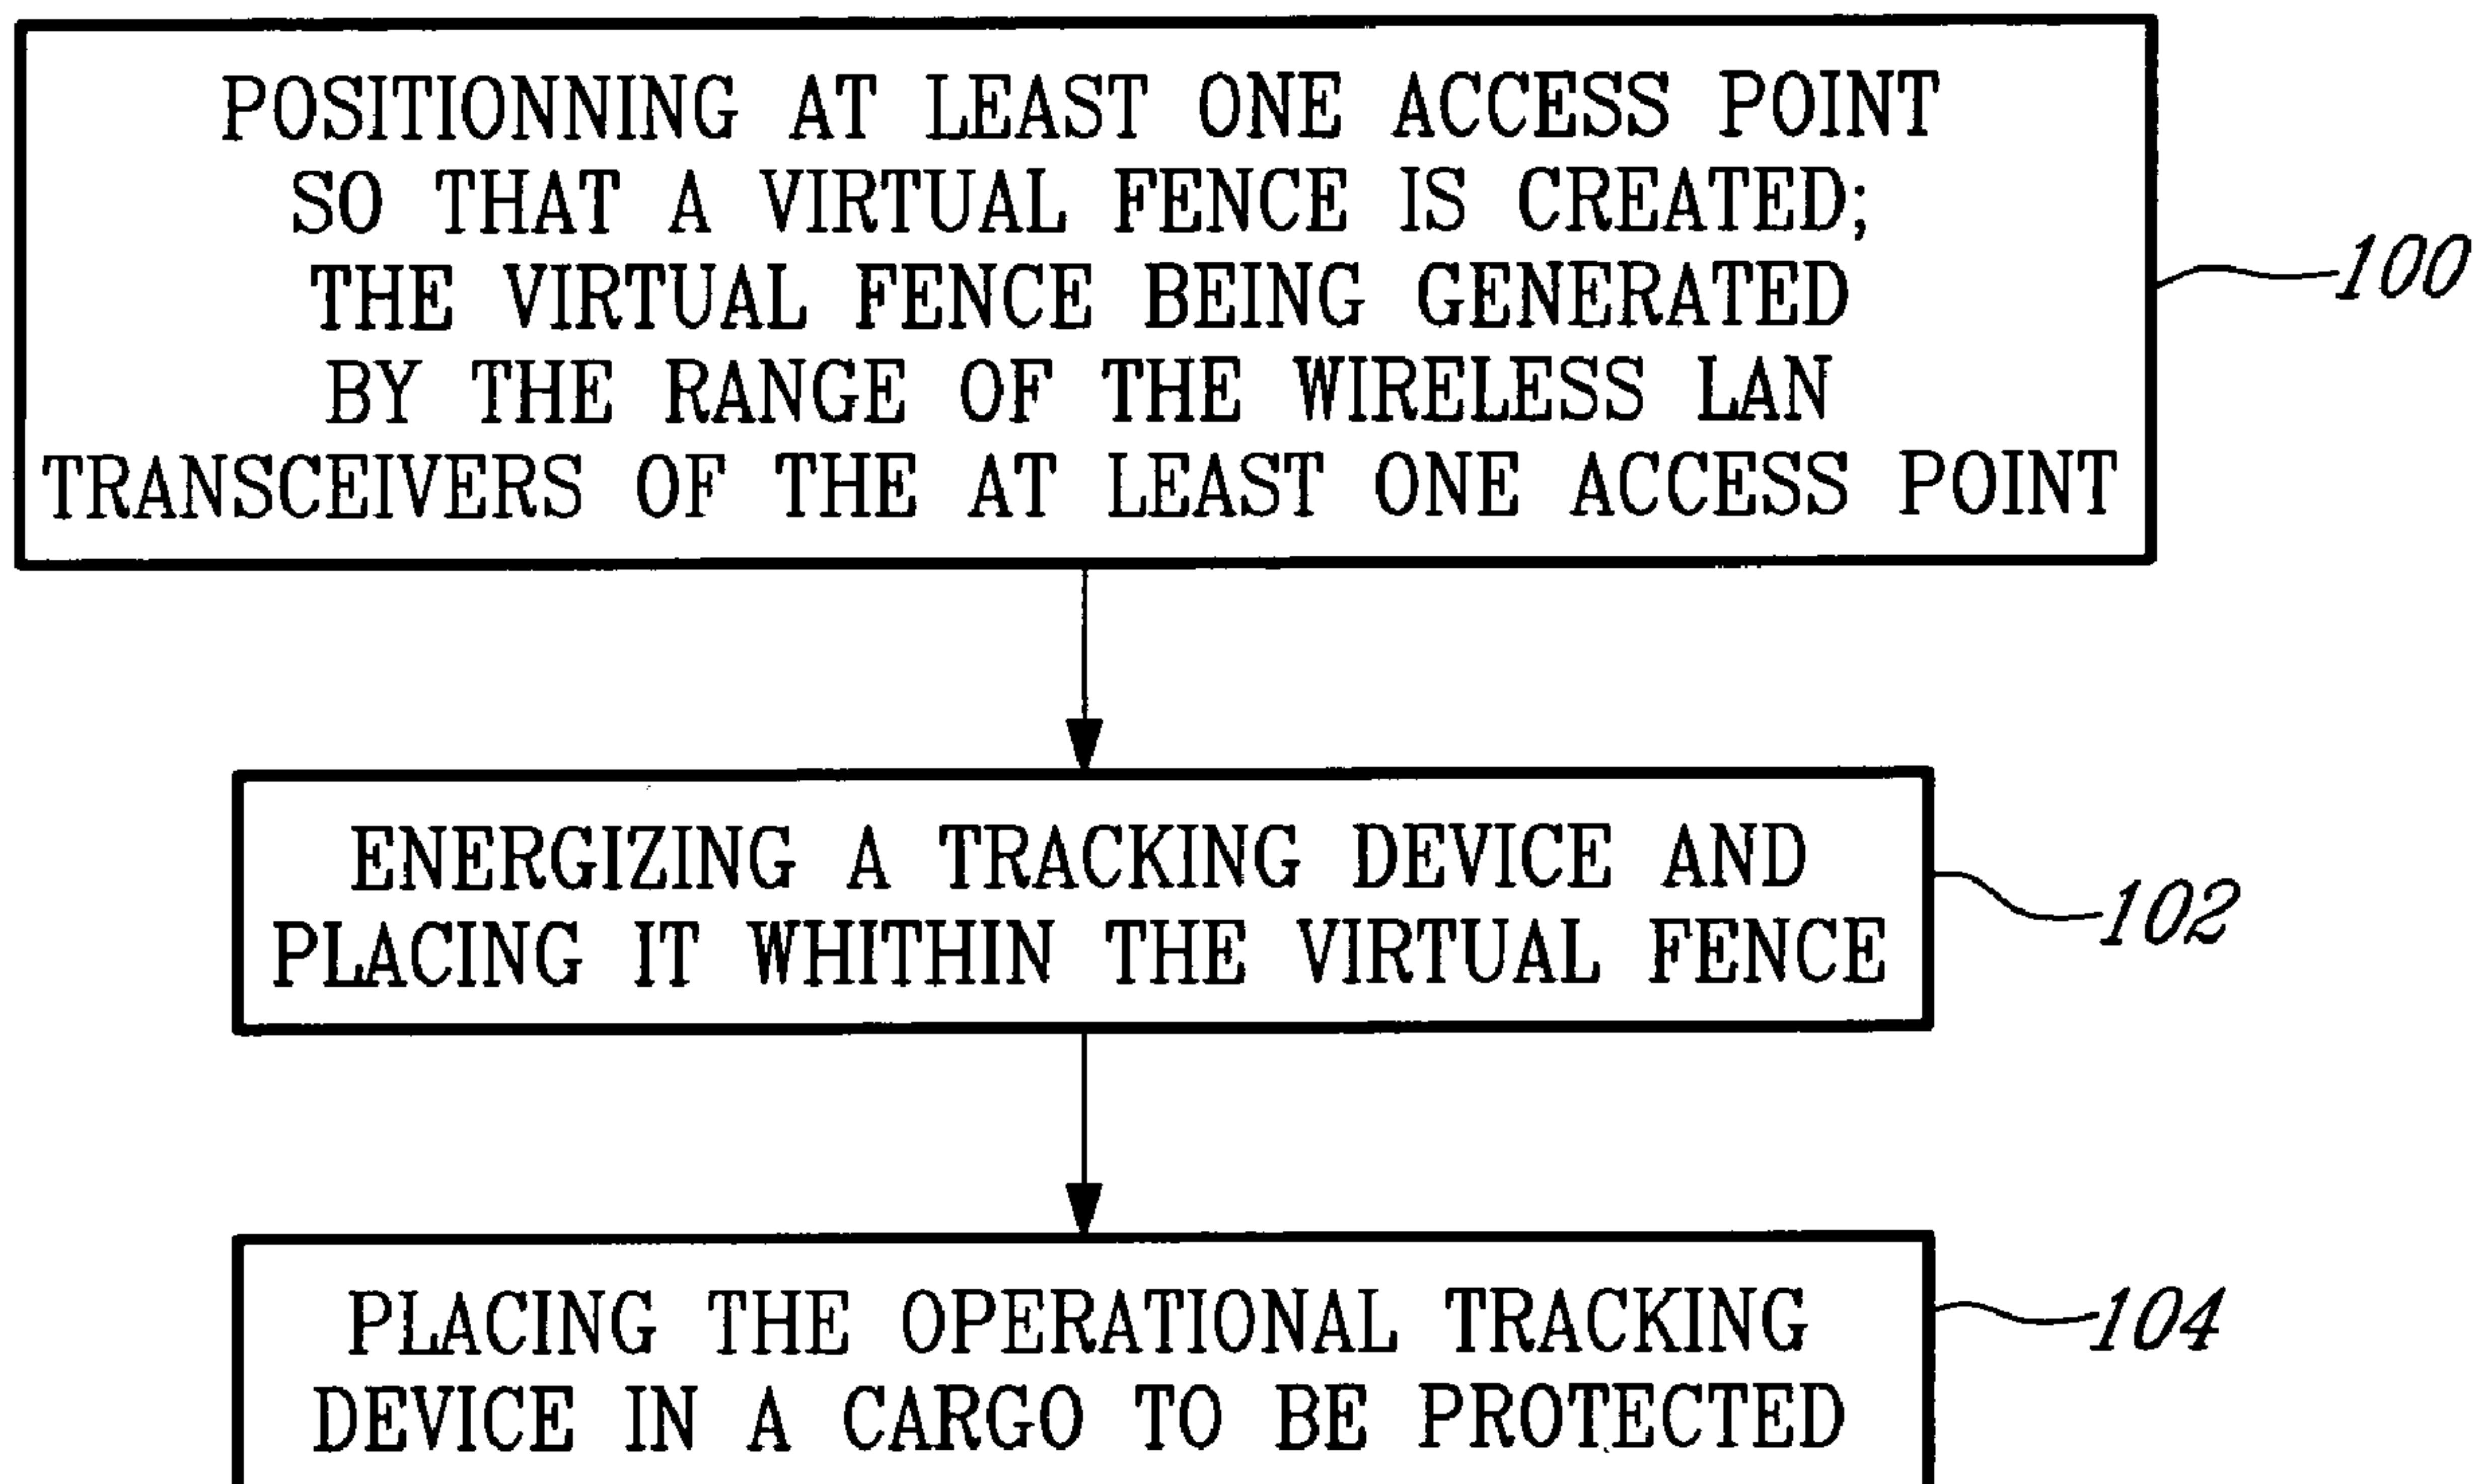 POSITIONNING AT LEAST ONE ACCESS POINT
SO THAT A VIRTUAL FENCE IS CREATED;
THE VIRTUAL FENCE BEING GENERATED
BY THE RANGE OF THE WIRELESS LAN
TRANSCEIVERS OF THE AT LEAST ONE ACCESS POINT
100
ENERGIZING A TRACKING DEVICE AND
PLACING IT WHITHIN THE VIRTUAL FENCE
102
PLACING THE OPERATIONAL TRACKING
DEVICE IN A CARGO TO BE PROTECTED
104